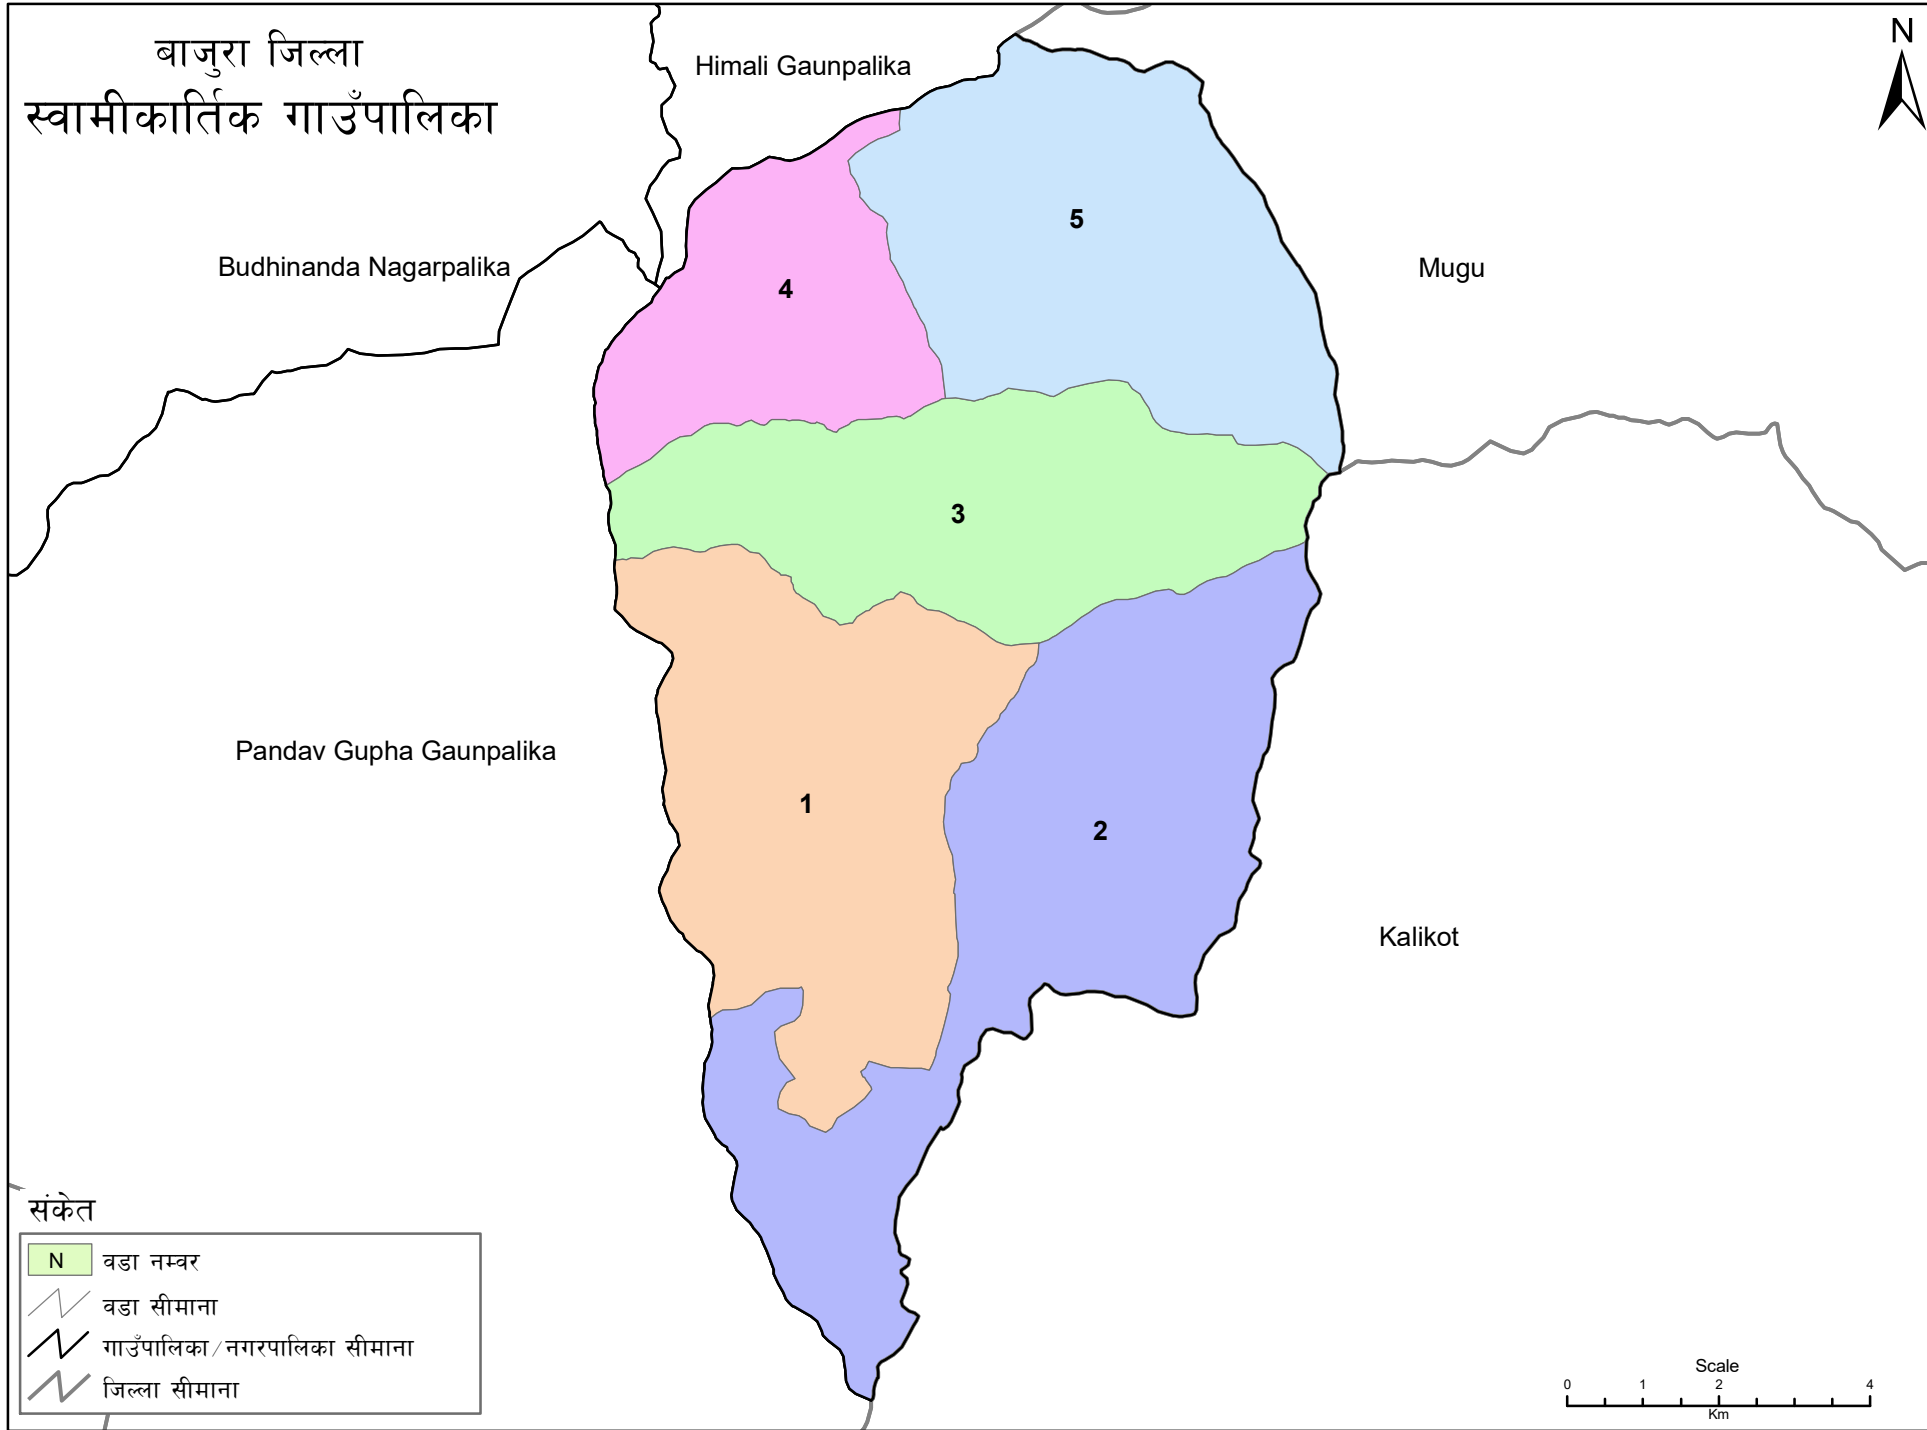 बाजुरा जिल्ला
स्वामीकार्तिक गाउँपालिका
N
Himali Gaunpalika
Budhinanda Nagarpalika
Mugu
Pandav Gupha Gaunpalika
Kalikot
5
4
3
1
2
संकेत
N वडा नम्वर
वडा सीमाना
गाउँपालिका/नगरपालिका सीमाना
जिल्ला सीमाना
Scale
0 1 2 4
Km